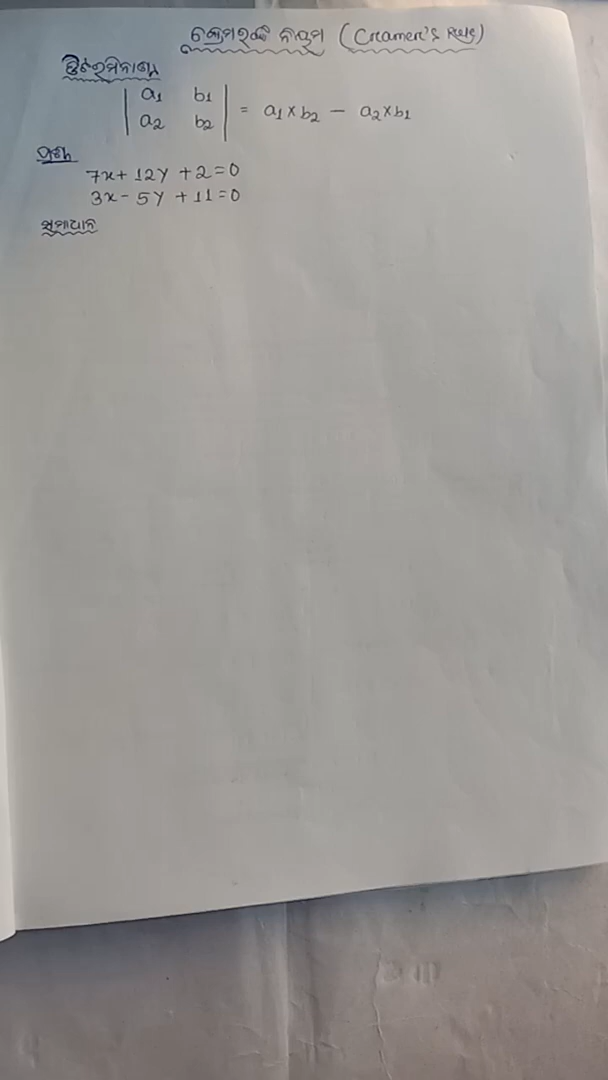 କ୍ରେମରଙ୍କ ନିୟମ (Cramer's Rule)
ଡିଟରମିନାଣ୍ଟ
| a1 b1 |
| a2 b2 | = a1 x b2 - a2 x b1
ପ୍ରଶ୍ନ
7x + 12y + 2 = 0
3x - 5y + 11 = 0
ସମାଧାନ